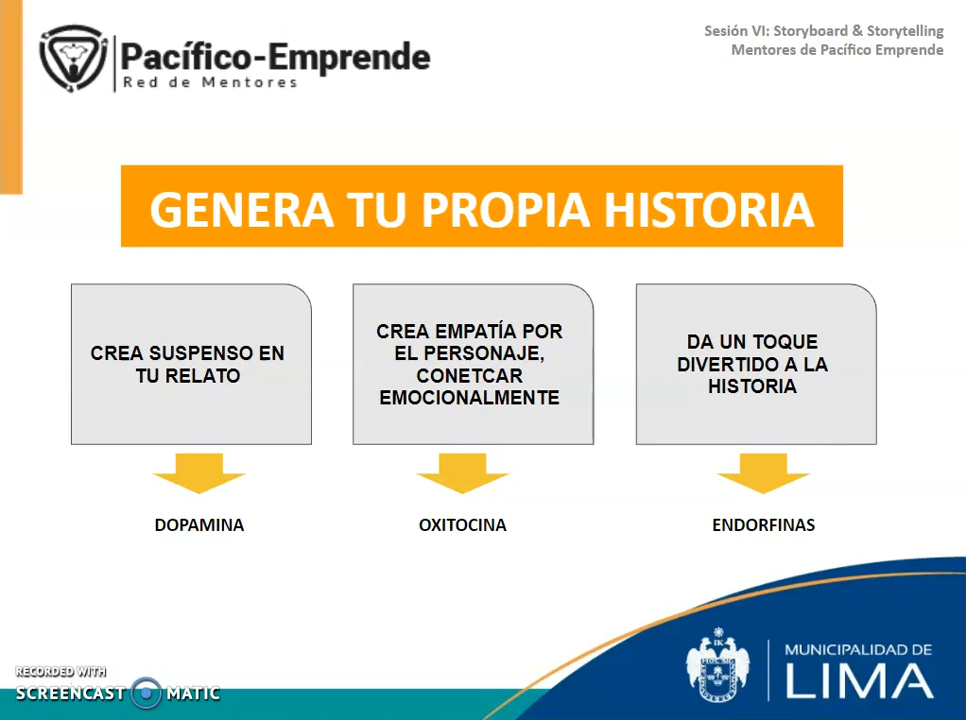 Pacífico-Emprende
Red de Mentores
Sesión VI: Storyboard & Storytelling
Mentores de Pacífico Emprende
GENERA TU PROPIA HISTORIA
CREA SUSPENSO EN
TU RELATO
CREA EMPATÍA POR
EL PERSONAJE,
CONETCAR
EMOCIONALMENTE
DA UN TOQUE
DIVERTIDO A LA
HISTORIA
DOPAMINA
OXITOCINA
ENDORFINAS
RECORDED WITH
SCREENCAST MATIC
MUNICIPALIDAD DE
LIMA